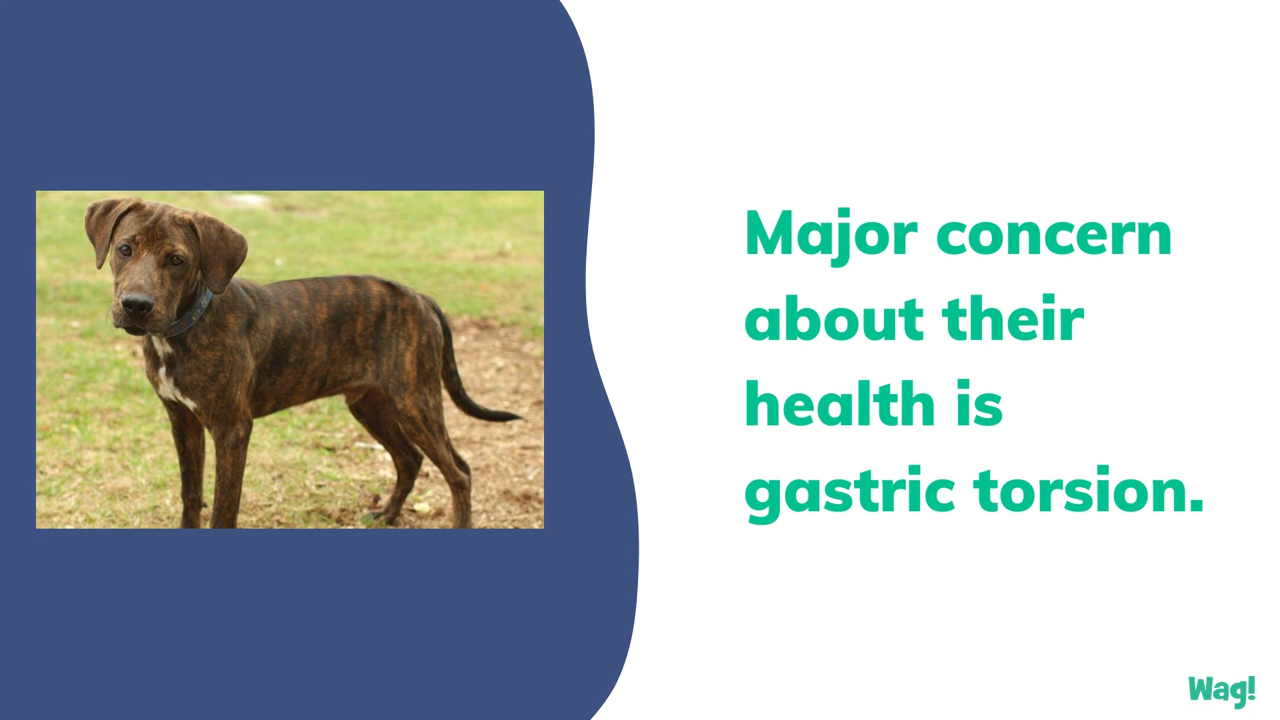 Major concern
about their
health is
gastric torsion.
Wag!